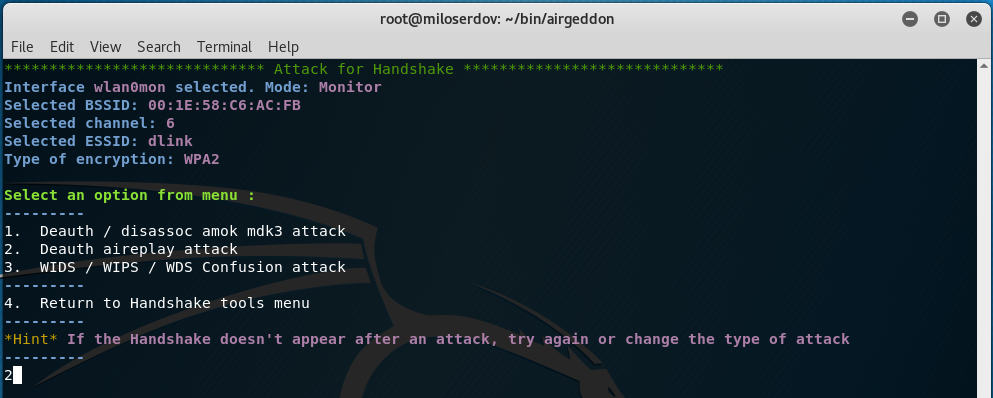 root@miloserdov: ~/bin/airgeddon
File Edit View Search Terminal Help
***************************** Attack for Handshake *****************************
Interface wlan0mon selected. Mode: Monitor
Selected BSSID: 00:1E:58:C6:AC:FB
Selected channel: 6
Selected ESSID: dlink
Type of encryption: WPA2
Select an option from menu :
---------
1.  Deauth / disassoc amok mdk3 attack
2.  Deauth aireplay attack
3.  WIDS / WIPS / WDS Confusion attack
---------
4.  Return to Handshake tools menu
---------
*Hint* If the Handshake doesn't appear after an attack, try again or change the type of attack
---------
2